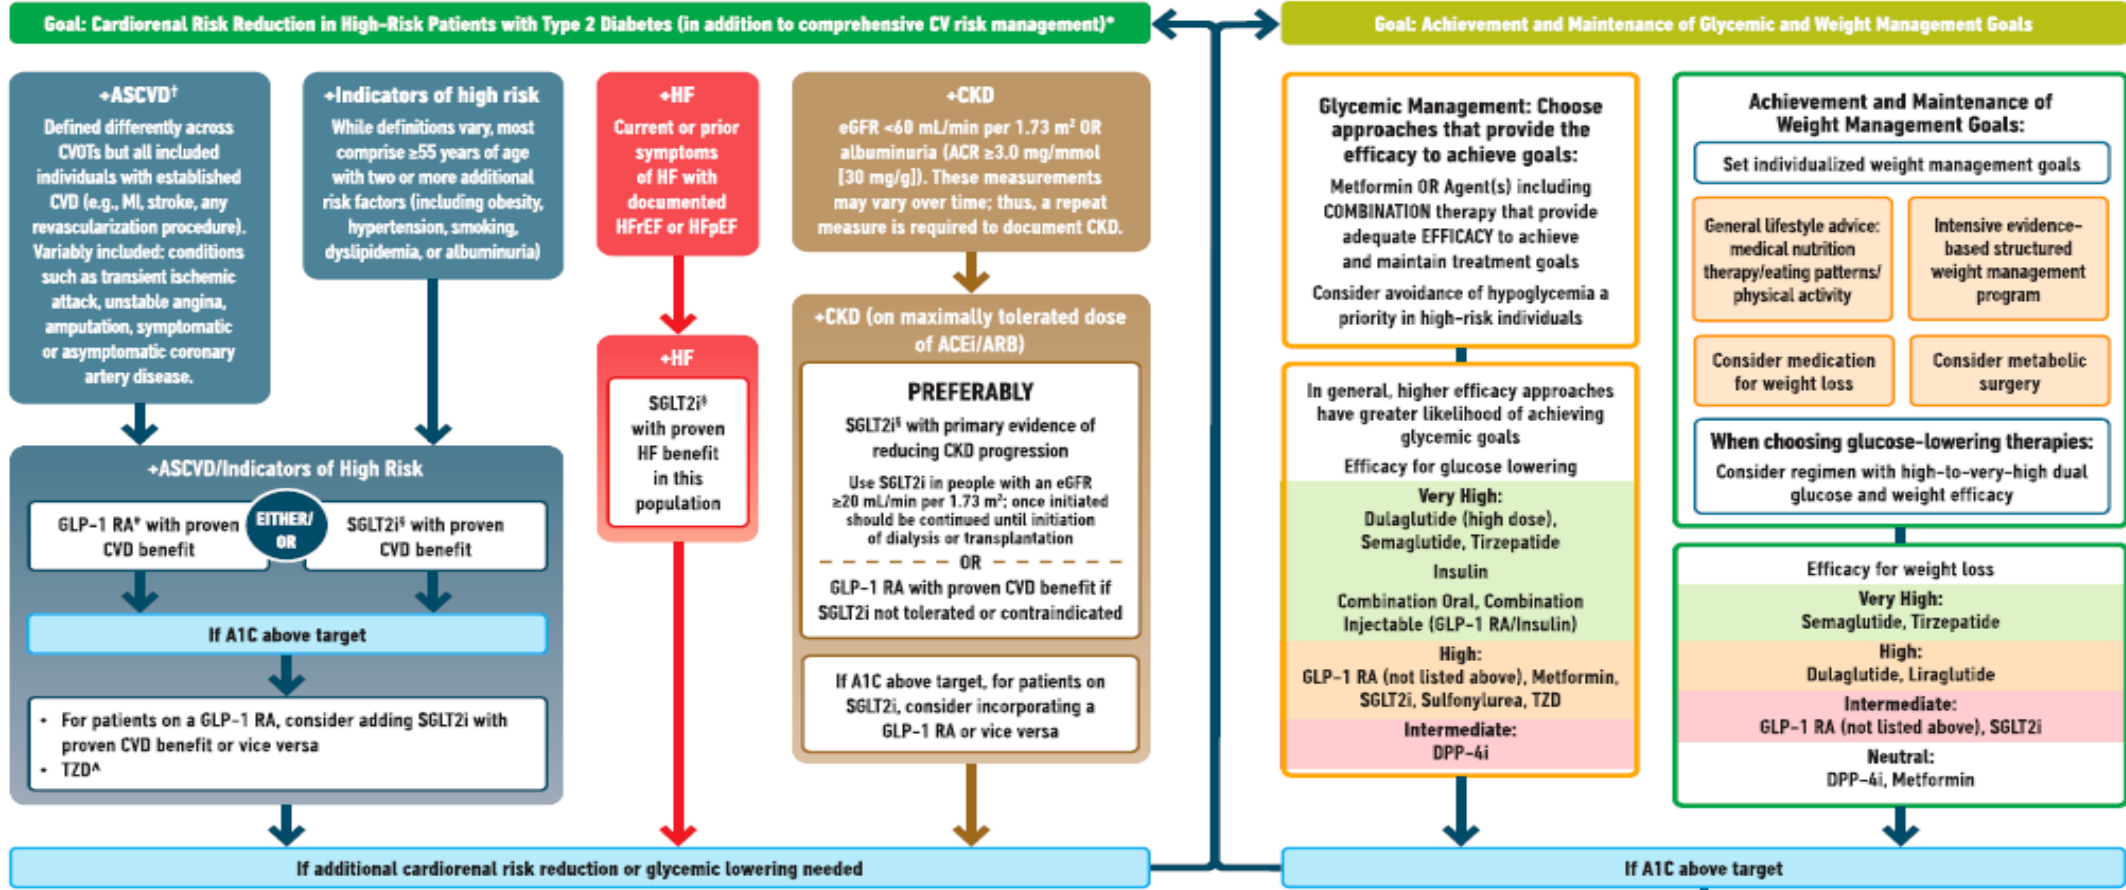 Goal: Cardiorenal Risk Reduction in High-Risk Patients with Type 2 Diabetes (in addition to comprehensive CV risk management)*
+ASCVD†
Defined differently across
CVOTs but all included
individuals with established
CVD (e.g., MI, stroke, any
revascularization procedure).
Variably included: conditions
such as transient ischemic
attack, unstable angina,
amputation, symptomatic
or asymptomatic coronary
artery disease.
+Indicators of high risk
While definitions vary, most
comprise ≥55 years of age
with two or more additional
risk factors (including obesity,
hypertension, smoking,
dyslipidemia, or albuminuria)
+ASCVD/Indicators of High Risk
GLP-1 RA# with proven
CVD benefit
EITHER/
OR
SGLT2i§ with proven
CVD benefit
If A1C above target
• For patients on a GLP-1 RA, consider adding SGLT2i with
proven CVD benefit or vice versa
• TZD^
+HF
Current or prior
symptoms
of HF with
documented
HFrEF or HFpEF
+HF
SGLT2i§
with proven
HF benefit
in this
population
+CKD
eGFR <60 mL/min per 1.73 m² OR
albuminuria (ACR ≥3.0 mg/mmol
[30 mg/g]). These measurements
may vary over time; thus, a repeat
measure is required to document CKD.
+CKD (on maximally tolerated dose
of ACEi/ARB)
PREFERABLY
SGLT2i§ with primary evidence of
reducing CKD progression
Use SGLT2i in people with an eGFR
≥20 mL/min per 1.73 m²; once initiated
should be continued until initiation
of dialysis or transplantation
OR
GLP-1 RA with proven CVD benefit if
SGLT2i not tolerated or contraindicated
If A1C above target, for patients on
SGLT2i, consider incorporating a
GLP-1 RA or vice versa
If additional cardiorenal risk reduction or glycemic lowering needed
Goal: Achievement and Maintenance of Glycemic and Weight Management Goals
Glycemic Management: Choose
approaches that provide the
efficacy to achieve goals:
Metformin OR Agent(s) including
COMBINATION therapy that provide
adequate EFFICACY to achieve
and maintain treatment goals
Consider avoidance of hypoglycemia a
priority in high-risk individuals
In general, higher efficacy approaches
have greater likelihood of achieving
glycemic goals
Efficacy for glucose lowering
Very High:
Dulaglutide (high dose),
Semaglutide, Tirzepatide
Insulin
Combination Oral, Combination
Injectable (GLP-1 RA/Insulin)
High:
GLP-1 RA (not listed above), Metformin,
SGLT2i, Sulfonylurea, TZD
Intermediate:
DPP-4i
Achievement and Maintenance of
Weight Management Goals:
Set individualized weight management goals
General lifestyle advice:
medical nutrition
therapy/eating patterns/
physical activity
Intensive evidence-
based structured
weight management
program
Consider medication
for weight loss
Consider metabolic
surgery
When choosing glucose-lowering therapies:
Consider regimen with high-to-very-high dual
glucose and weight efficacy
Efficacy for weight loss
Very High:
Semaglutide, Tirzepatide
High:
Dulaglutide, Liraglutide
Intermediate:
GLP-1 RA (not listed above), SGLT2i
Neutral:
DPP-4i, Metformin
If A1C above target